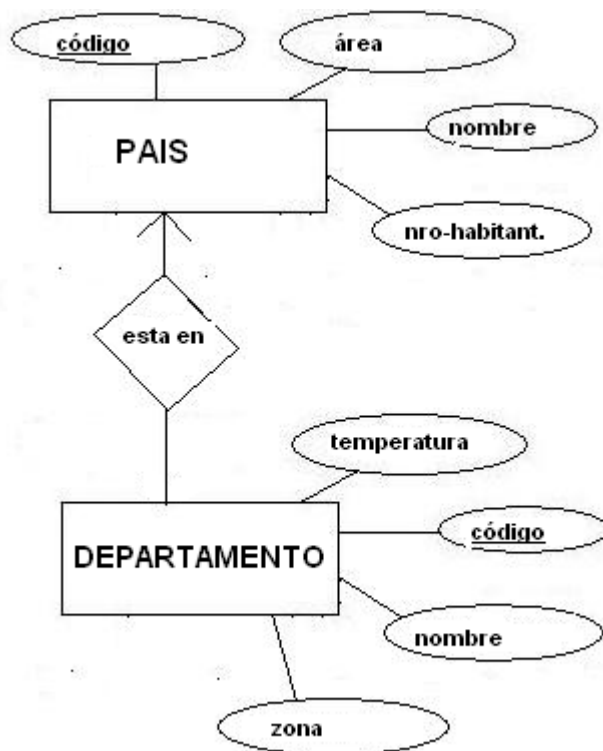 código
área
nombre
PAIS
nro-habitant.
esta en
temperatura
código
DEPARTAMENTO
nombre
zona